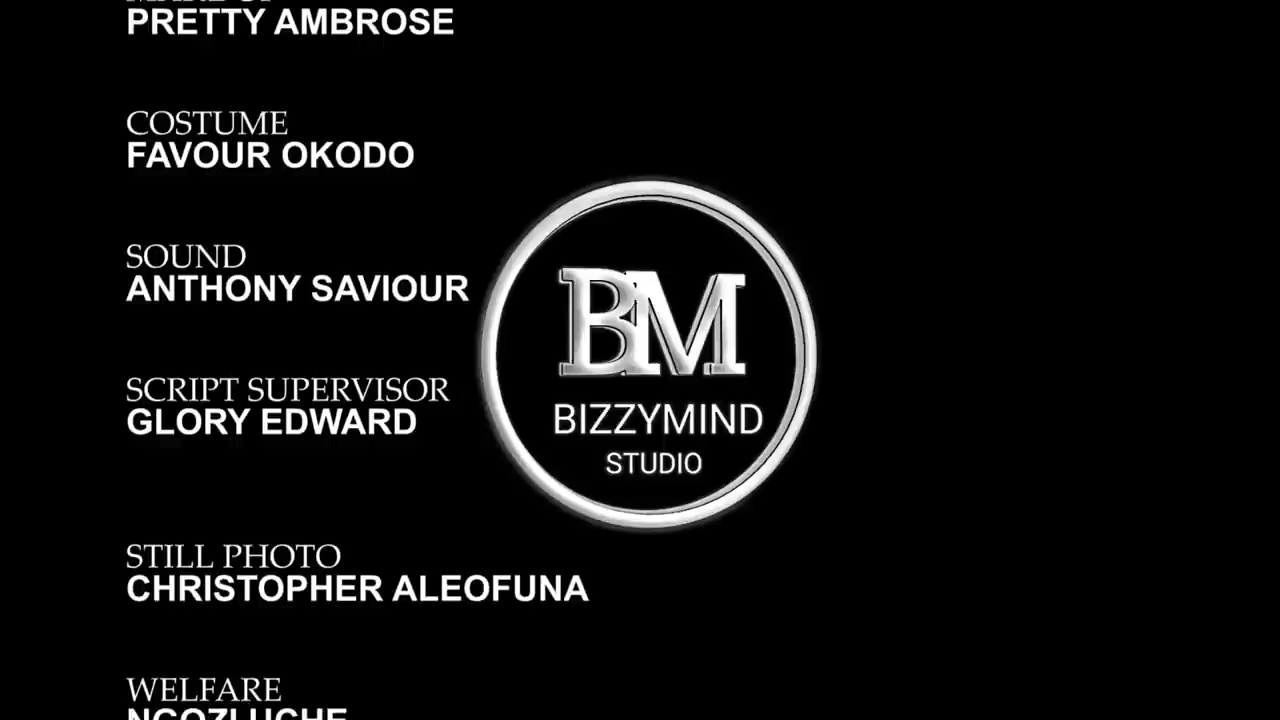 PRETTY AMBROSE
COSTUME
FAVOUR OKODO
SOUND
ANTHONY SAVIOUR
SCRIPT SUPERVISOR
GLORY EDWARD
STILL PHOTO
CHRISTOPHER ALEOFUNA
WELFARE
BM
BIZZYMIND
STUDIO